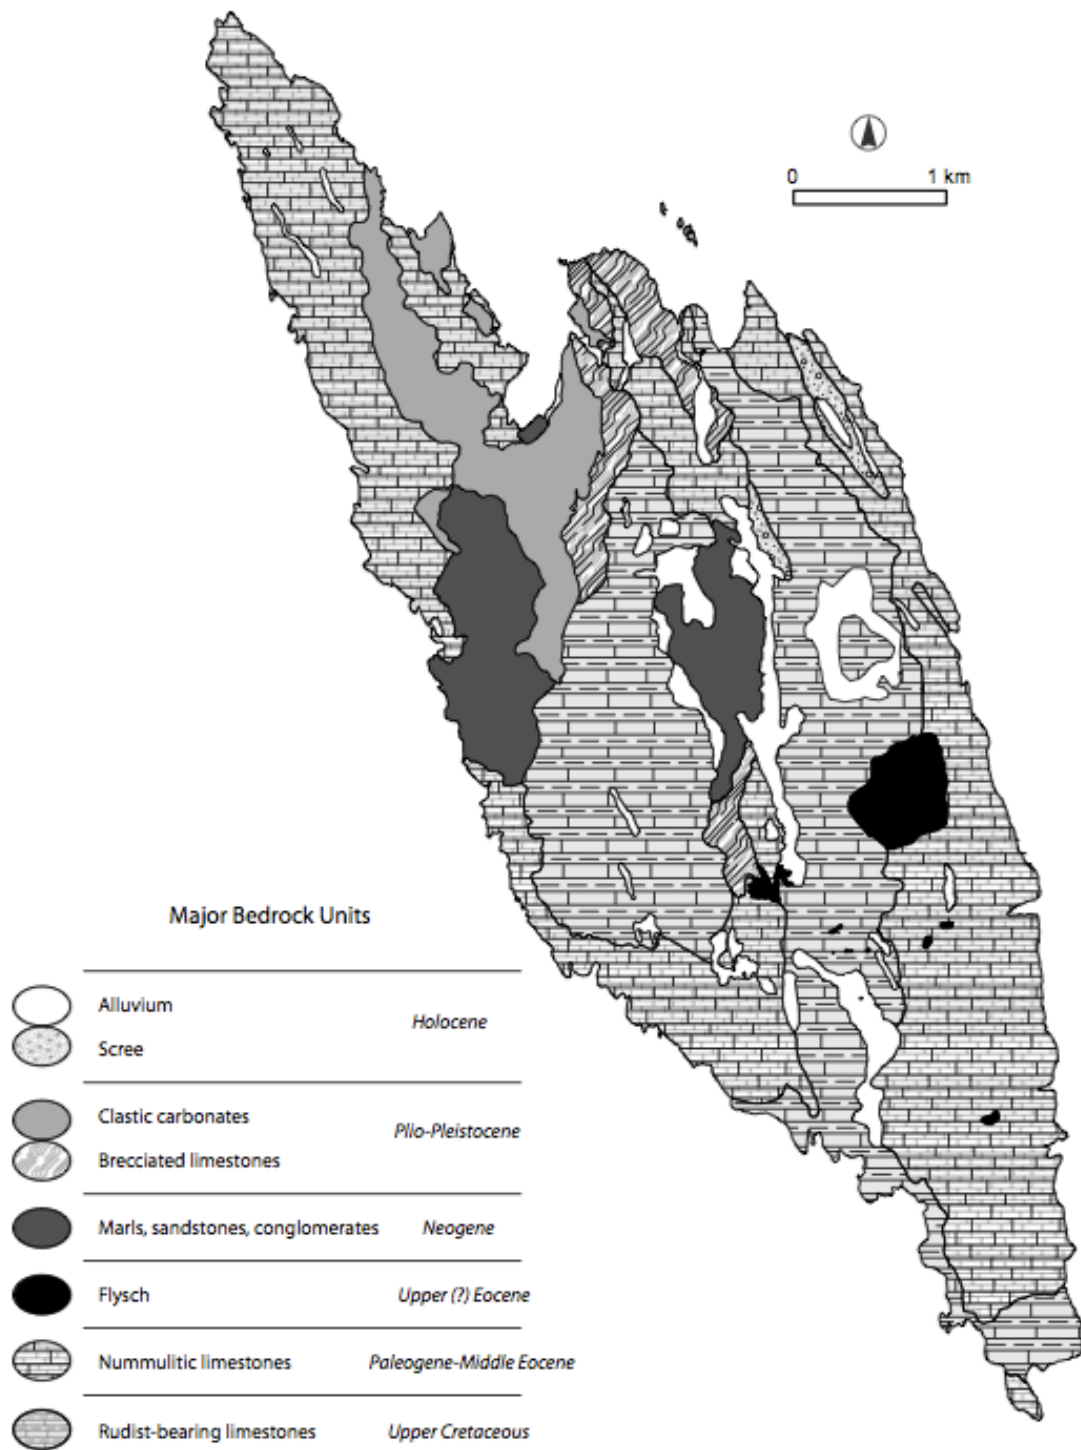 0 1 km
Major Bedrock Units
Alluvium
Holocene
Scree
Clastic carbonates
Plio-Pleistocene
Brecciated limestones
Marls, sandstones, conglomerates Neogene
Flysch Upper (?) Eocene
Nummulitic limestones Paleogene-Middle Eocene
Rudist-bearing limestones Upper Cretaceous